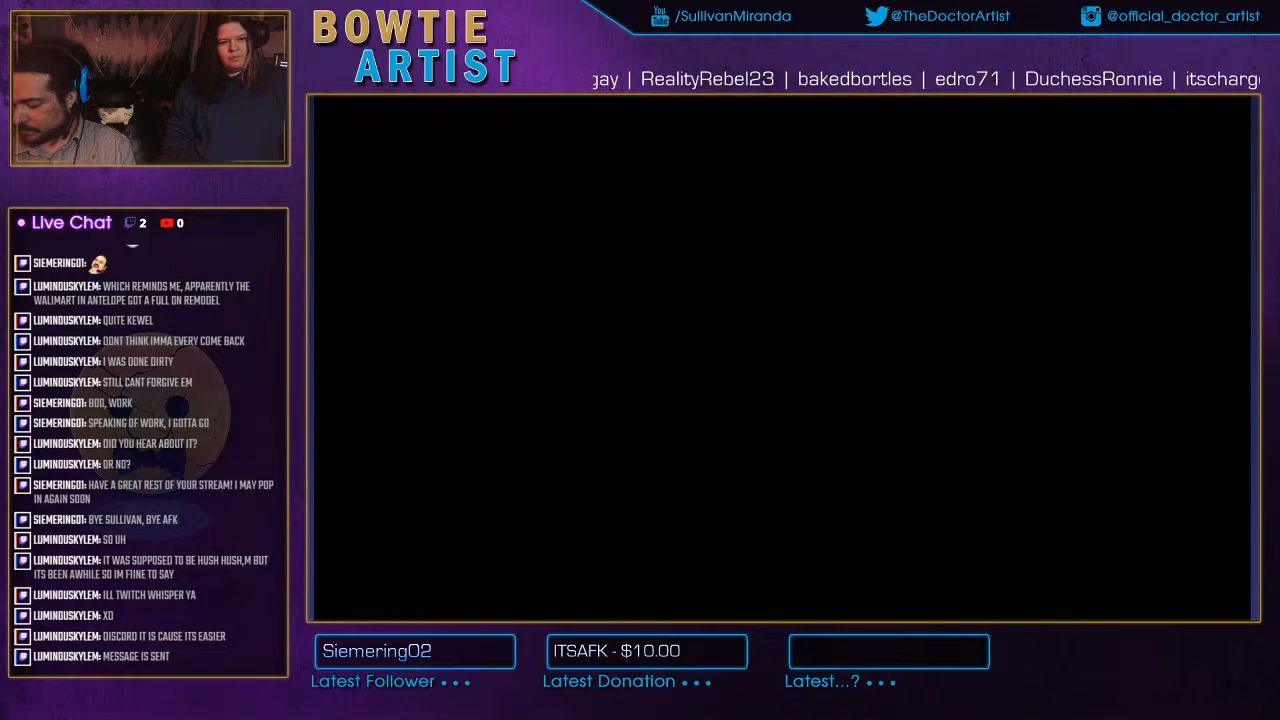 BOWTIE
ARTIST
/SullivanMiranda
@TheDoctorArtist
@official_doctor_artist
gay | RealityRebel23 | bakedbortles | edro71 | DuchessRonnie | itscharg
Live Chat 2 0
SIEMERING01:
LUMINOUSKYLEM: WHICH REMINDS ME, APPARENTLY THE
WALIMART IN ANTELOPE GOT A FULL ON REMODEL
LUMINOUSKYLEM: QUITE KEWEL
LUMINOUSKYLEM: DONT THINK IMMA EVERY COME BACK
LUMINOUSKYLEM: I WAS DONE DIRTY
LUMINOUSKYLEM: STILL CANT FORGIVE EM
SIEMERING01: BOO, WORK
SIEMERING01: SPEAKING OF WORK, I GOTTA GO
LUMINOUSKYLEM: DID YOU HEAR ABOUT IT?
LUMINOUSKYLEM: OR NO?
SIEMERING01: HAVE A GREAT REST OF YOUR STREAM! I MAY POP
IN AGAIN SOON
SIEMERING01: BYE SULLIVAN, BYE AFK
LUMINOUSKYLEM: SO UH
LUMINOUSKYLEM: IT WAS SUPPOSED TO BE HUSH HUSH,M BUT
ITS BEEN AWHILE SO IM FIINE TO SAY
LUMINOUSKYLEM: ILL TWITCH WHISPER YA
LUMINOUSKYLEM: XD
LUMINOUSKYLEM: DISCORD IT IS CAUSE ITS EASIER
LUMINOUSKYLEM: MESSAGE IS SENT
Siemering02
Latest Follower • • •
ITSAFK - $10.00
Latest Donation • • •
Latest...? • • •